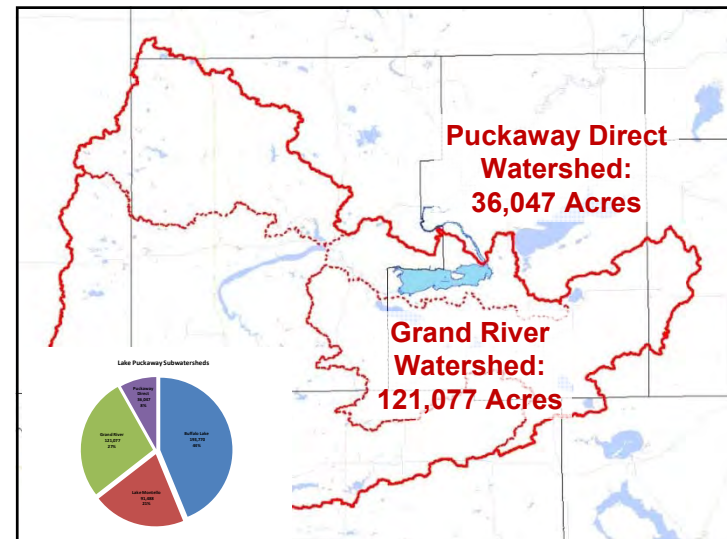 Puckaway Direct
Watershed:
36,047 Acres
Grand River
Watershed:
121,077 Acres
Lake Puckaway Subwatersheds
Puckaway
Direct
36,047
8%
Grand River
121,077
27%
Buffalo Lake
Lake Montello
21%